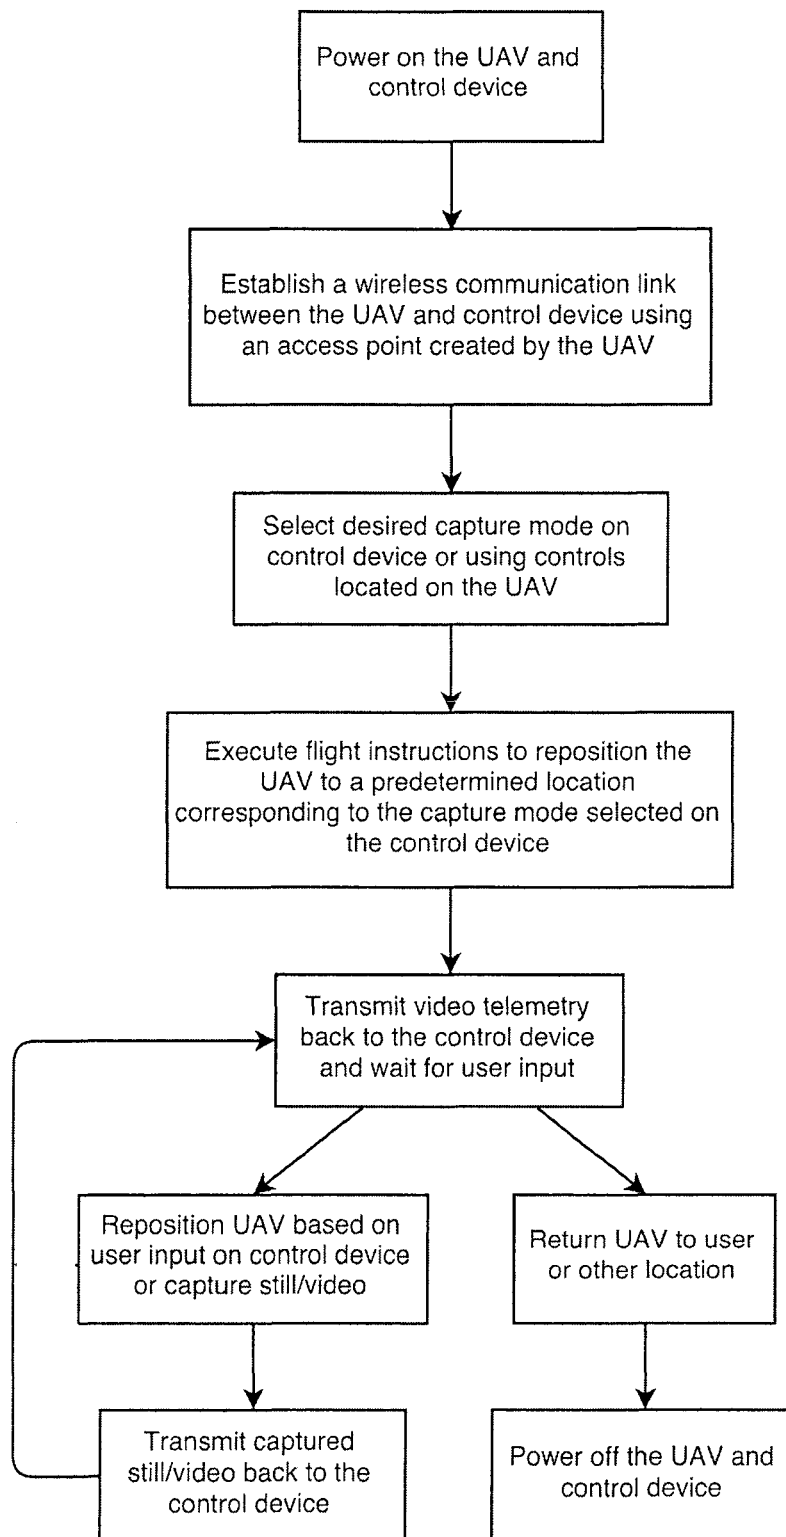 Power on the UAV and
control device
Establish a wireless communication link
between the UAV and control device using
an access point created by the UAV
Select desired capture mode on
control device or using controls
located on the UAV
Execute flight instructions to reposition the
UAV to a predetermined location
corresponding to the capture mode selected on
the control device
Transmit video telemetry
back to the control device
and wait for user input
Reposition UAV based on
user input on control device
or capture still/video
Return UAV to user
or other location
Transmit captured
still/video back to the
control device
Power off the UAV and
control device